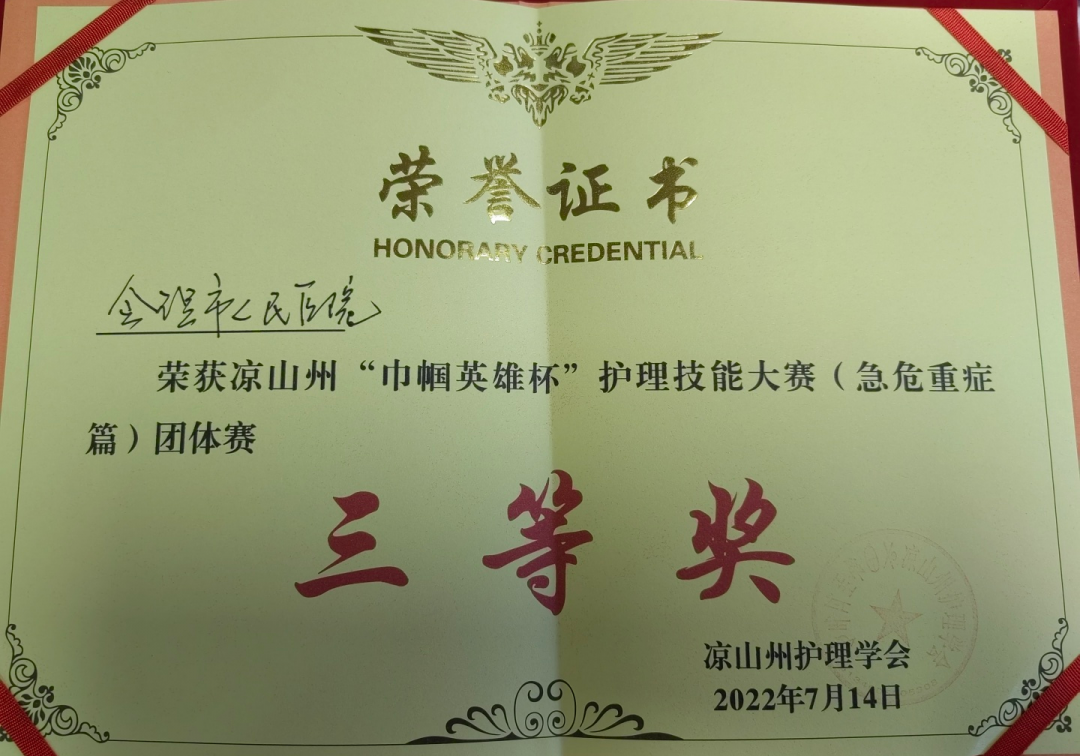 荣誉证书
HONORARY CREDENTIAL
会理市人民医院
荣获凉山州“巾帼英雄杯”护理技能大赛（急危重症
篇）团体赛
三等奖
凉山州护理学会
2022年7月14日